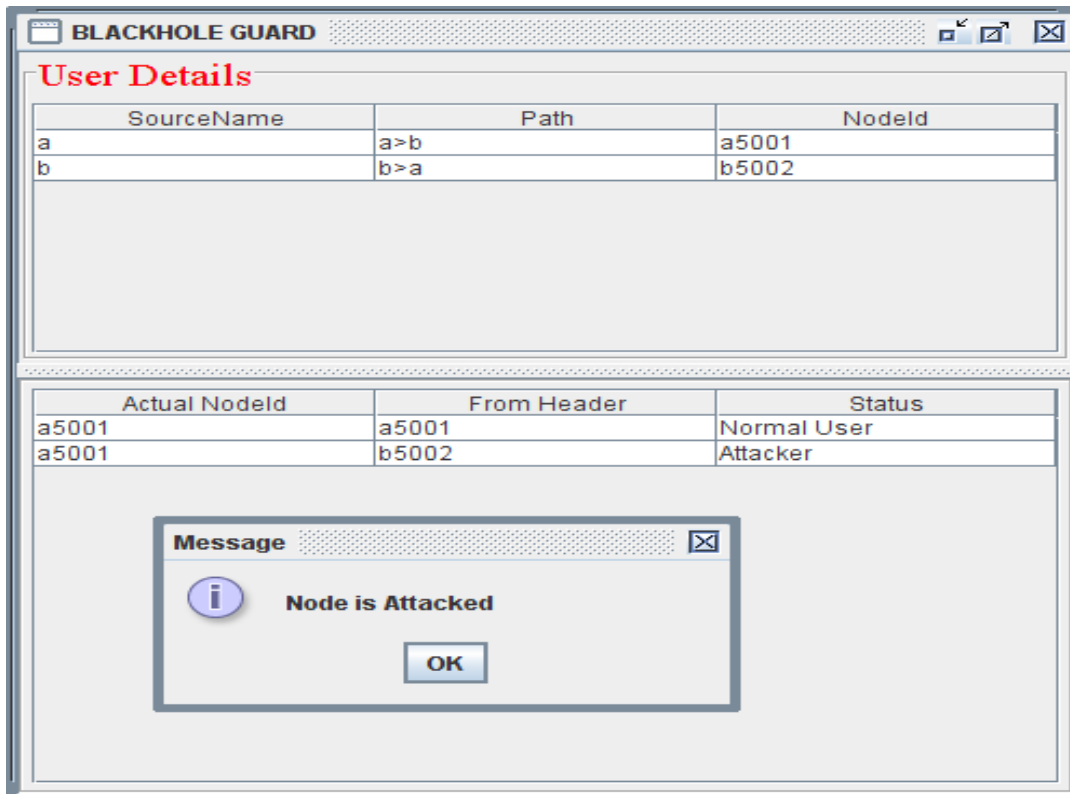 BLACKHOLE GUARD
User Details
SourceName Path NodeId
a a>b a5001
b b>a b5002
Actual NodeId From Header Status
a5001 a5001 Normal User
a5001 b5002 Attacker
Message
i
Node is Attacked
OK